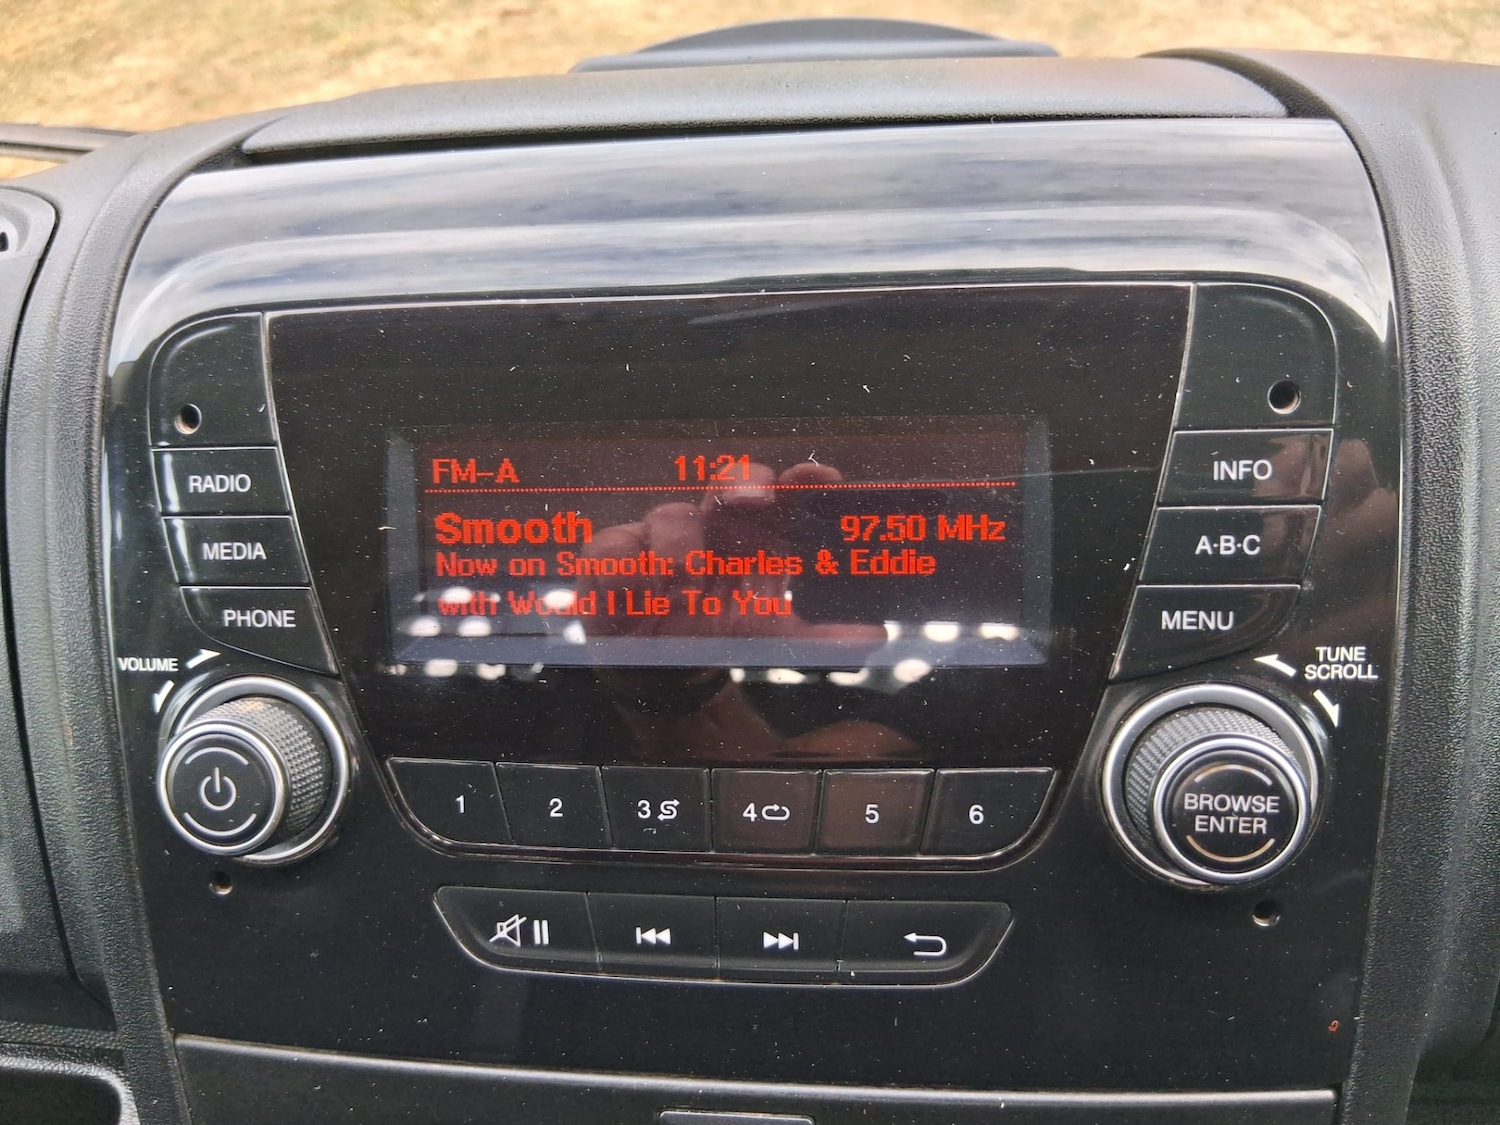 FM-A 11:21
Smooth 97.50 MHz
Now on Smooth: Charles & Eddie
with Would I Lie To You
RADIO
MEDIA
PHONE
VOLUME
INFO
A·B·C
MENU
TUNE
SCROLL
BROWSE
ENTER
1 2 3 4 5 6